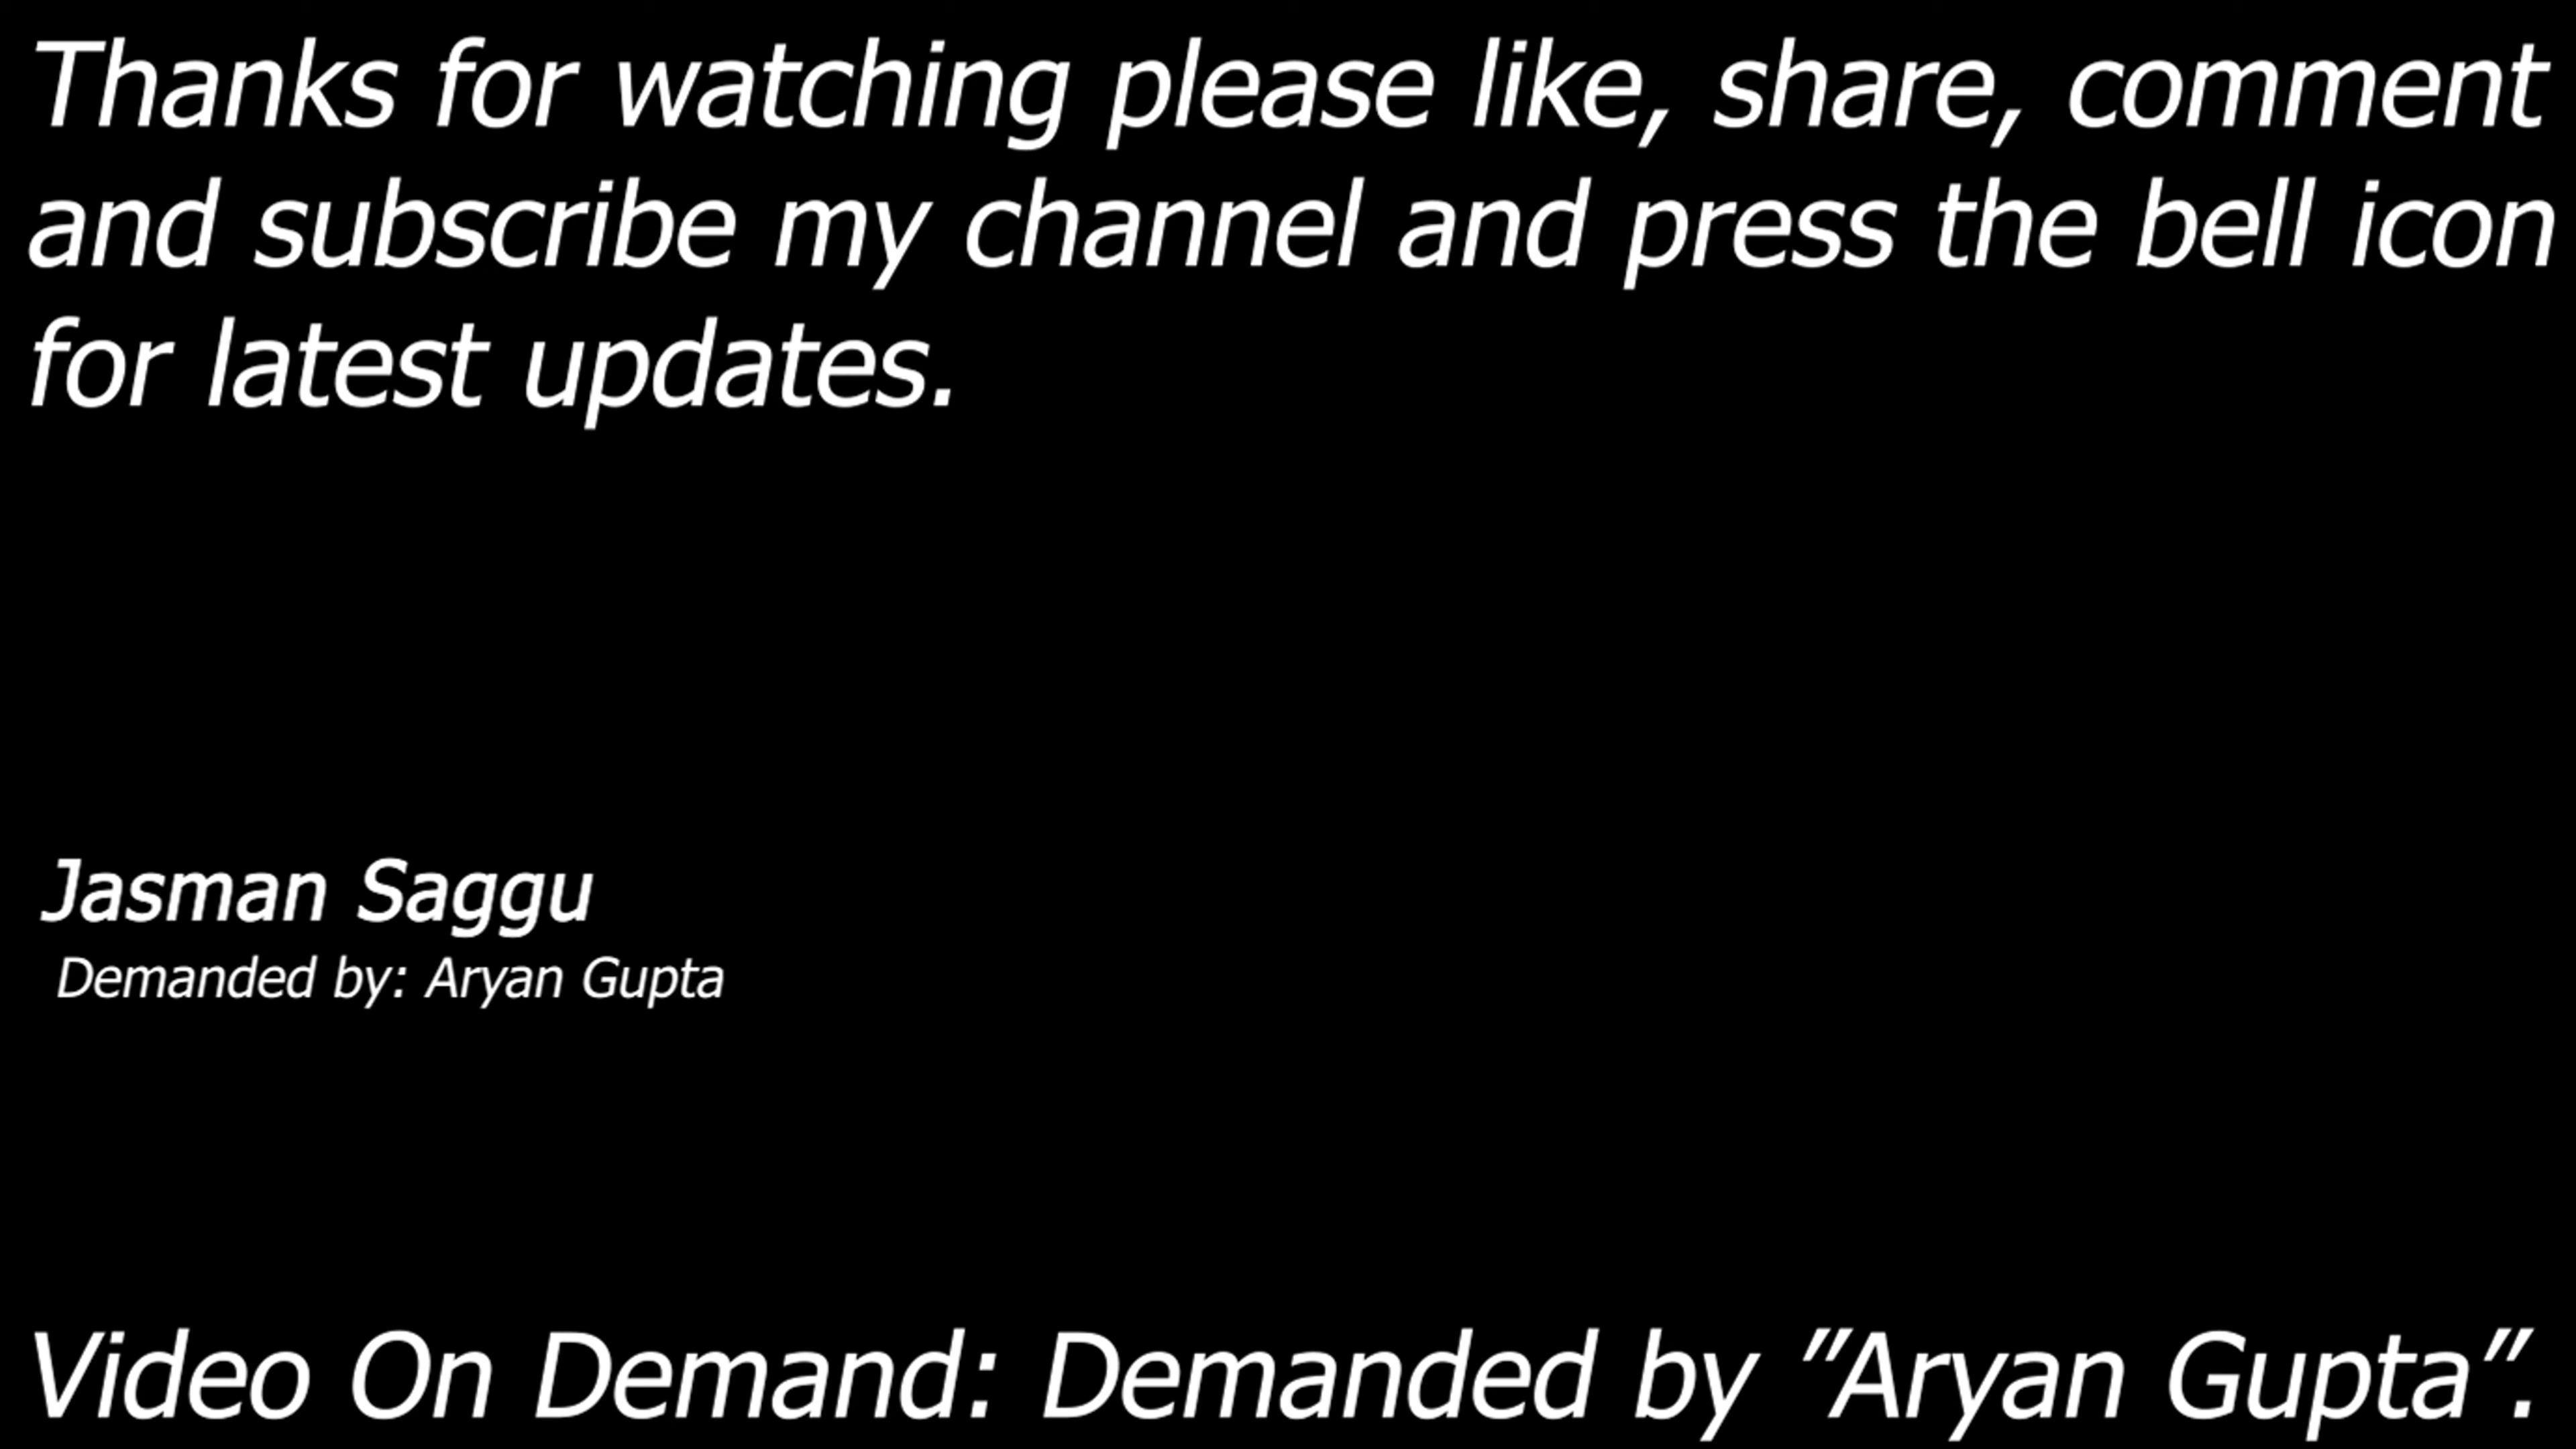 Thanks for watching please like, share, comment
and subscribe my channel and press the bell icon
for latest updates.
Jasman Saggu
Demanded by: Aryan Gupta
Video On Demand: Demanded by "Aryan Gupta".